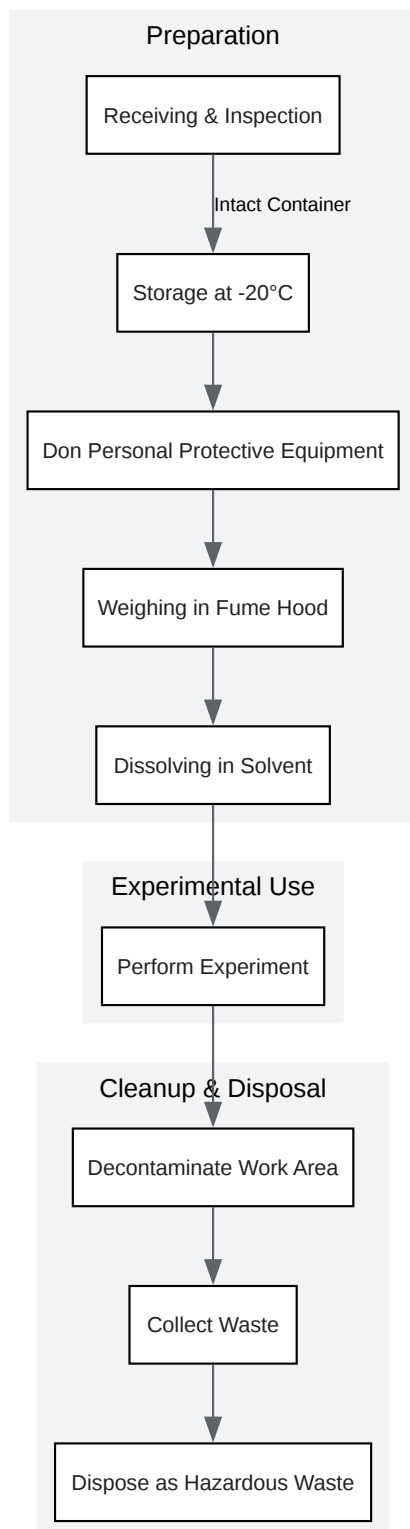 Preparation
Receiving & Inspection
Intact Container
Storage at -20°C
Don Personal Protective Equipment
Weighing in Fume Hood
Dissolving in Solvent
Experimental Use
Perform Experiment
Cleanup & Disposal
Decontaminate Work Area
Collect Waste
Dispose as Hazardous Waste